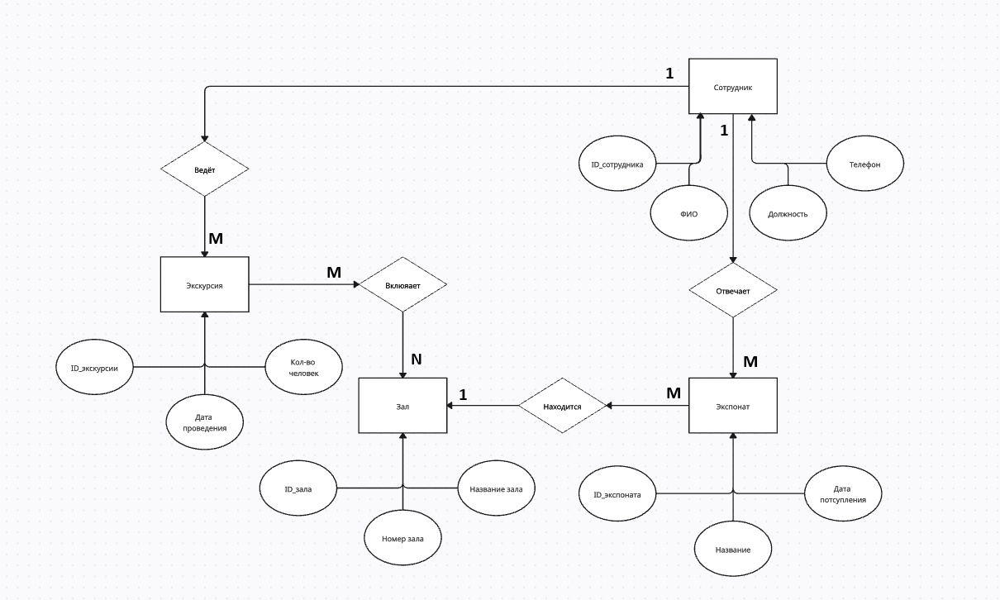 1
Сотрудник
1
ID_сотрудника
Телефон
Ведёт
ФИО
Должность
M
Экскурсия
M
Вклюяает
Отвечает
ID_экскурсии
Кол-во
человек
N
M
Дата
проведения
Зал
1
Находится
M
Экспонат
ID_зала
Название зала
ID_экспоната
Дата
потсупления
Номер зала
Название